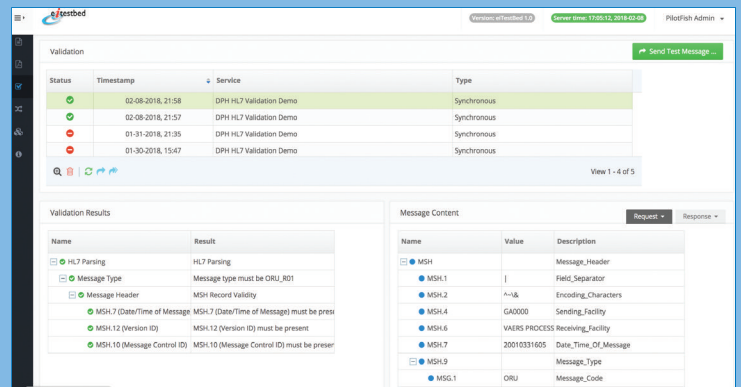 eitestbed
Version: eiTestBed 1.0
Server time: 17:05:12, 2018-02-08
PilotFish Admin
Validation
Send Test Message ...
Status Timestamp Service Type
02-08-2018, 21:58 DPH HL7 Validation Demo Synchronous
02-08-2018, 21:57 DPH HL7 Validation Demo Synchronous
01-31-2018, 21:35 DPH HL7 Validation Demo Synchronous
01-30-2018, 15:47 DPH HL7 Validation Demo Synchronous
View 1 - 4 of 5
Validation Results
Name Result
HL7 Parsing HL7 Parsing
Message Type Message type must be ORU_R01
Message Header MSH Record Validity
MSH.7 (Date/Time of Message MSH.7 (Date/Time of Message) must be prese
MSH.12 (Version ID) MSH.12 (Version ID) must be present
MSH.10 (Message Control ID) MSH.10 (Message Control ID) must be presen
Message Content
Request Response
Name Value Description
MSH Message_Header
MSH.1 | Field_Separator
MSH.2 ^~\& Encoding_Characters
MSH.4 GA0000 Sending_Facility
MSH.6 VAERS PROCESS Receiving_Facility
MSH.7 20010331605 Date_Time_Of_Message
MSH.9 Message_Type
MSG.1 ORU Message_Code